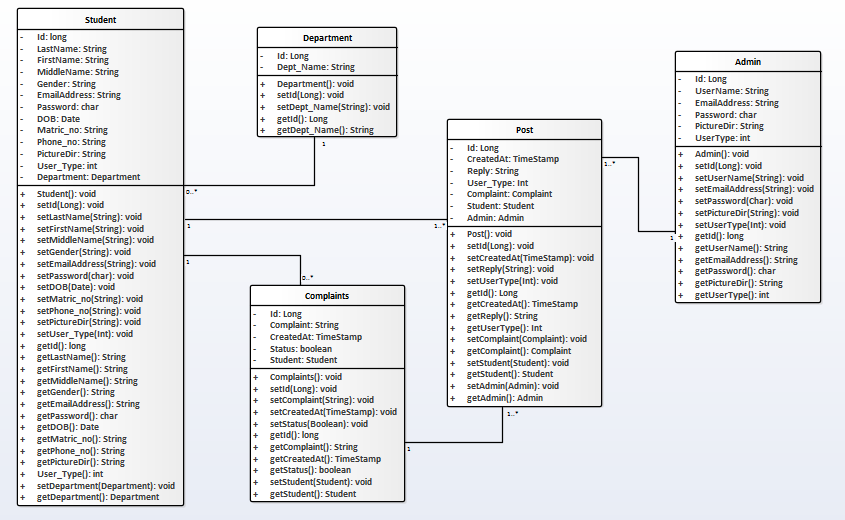 Student
- Id: long
- LastName: String
- FirstName: String
- MiddleName: String
- Gender: String
- EmailAddress: String
- Password: char
- DOB: Date
- Matric_no: String
- Phone_no: String
- PictureDir: String
- User_Type: int
- Department: Department
+ Student(): void
+ setId(Long): void
+ setLastName(String): void
+ setFirstName(String): void
+ setMiddleName(String): void
+ setGender(String): void
+ setEmailAddress(String): void
+ setPassword(char): void
+ setDOB(Date): void
+ setMatric_no(String): void
+ setPhone_no(String): void
+ setPictureDir(String): void
+ setUser_Type(Int): void
+ getId(): long
+ getLastName(): String
+ getFirstName(): String
+ getMiddleName(): String
+ getGender(): String
+ getEmailAddress(): String
+ getPassword(): char
+ getDOB(): Date
+ getMatric_no(): String
+ getPhone_no(): String
+ getPictureDir(): String
+ User_Type(): int
+ setDepartment(Department): void
+ getDepartment(): Department
Department
- Id: Long
- Dept_Name: String
+ Department(): void
+ setId(Long): void
+ setDept_Name(String): void
+ getId(): Long
+ getDept_Name(): String
1
0..*
1
1..*
1
0..*
Complaints
- Id: Long
- Complaint: String
- CreatedAt: TimeStamp
- Status: boolean
- Student: Student
+ Complaints(): void
+ setId(Long): void
+ setComplaint(String): void
+ setCreatedAt(TimeStamp): void
+ setStatus(Boolean): void
+ getId(): long
+ getComplaint(): String
+ getCreatedAt(): TimeStamp
+ getStatus(): boolean
+ setStudent(Student): void
+ getStudent(): Student
1
1..*
Post
- Id: Long
- CreatedAt: TimeStamp
- Reply: String
- User_Type: Int
- Complaint: Complaint
- Student: Student
- Admin: Admin
+ Post(): void
+ setId(Long): void
+ setCreatedAt(TimeStamp): void
+ setReply(String): void
+ setUserType(Int): void
+ getId(): Long
+ getCreatedAt(): TimeStamp
+ getReply(): String
+ getUserType(): Int
+ setComplaint(Complaint): void
+ getComplaint(): Complaint
+ setStudent(Student): void
+ getStudent(): Student
+ setAdmin(Admin): void
+ getAdmin(): Admin
1..*
1
Admin
- Id: Long
- UserName: String
- EmailAddress: String
- Password: char
- PictureDir: String
- UserType: int
+ Admin(): void
+ setId(Long): void
+ setUserName(String): void
+ setEmailAddress(String): void
+ setPassword(Char): void
+ setPictureDir(String): void
+ setUserType(Int): void
+ getId(): long
+ getUserName(): String
+ getEmailAddress(): String
+ getPassword(): char
+ getPictureDir(): String
+ getUserType(): int